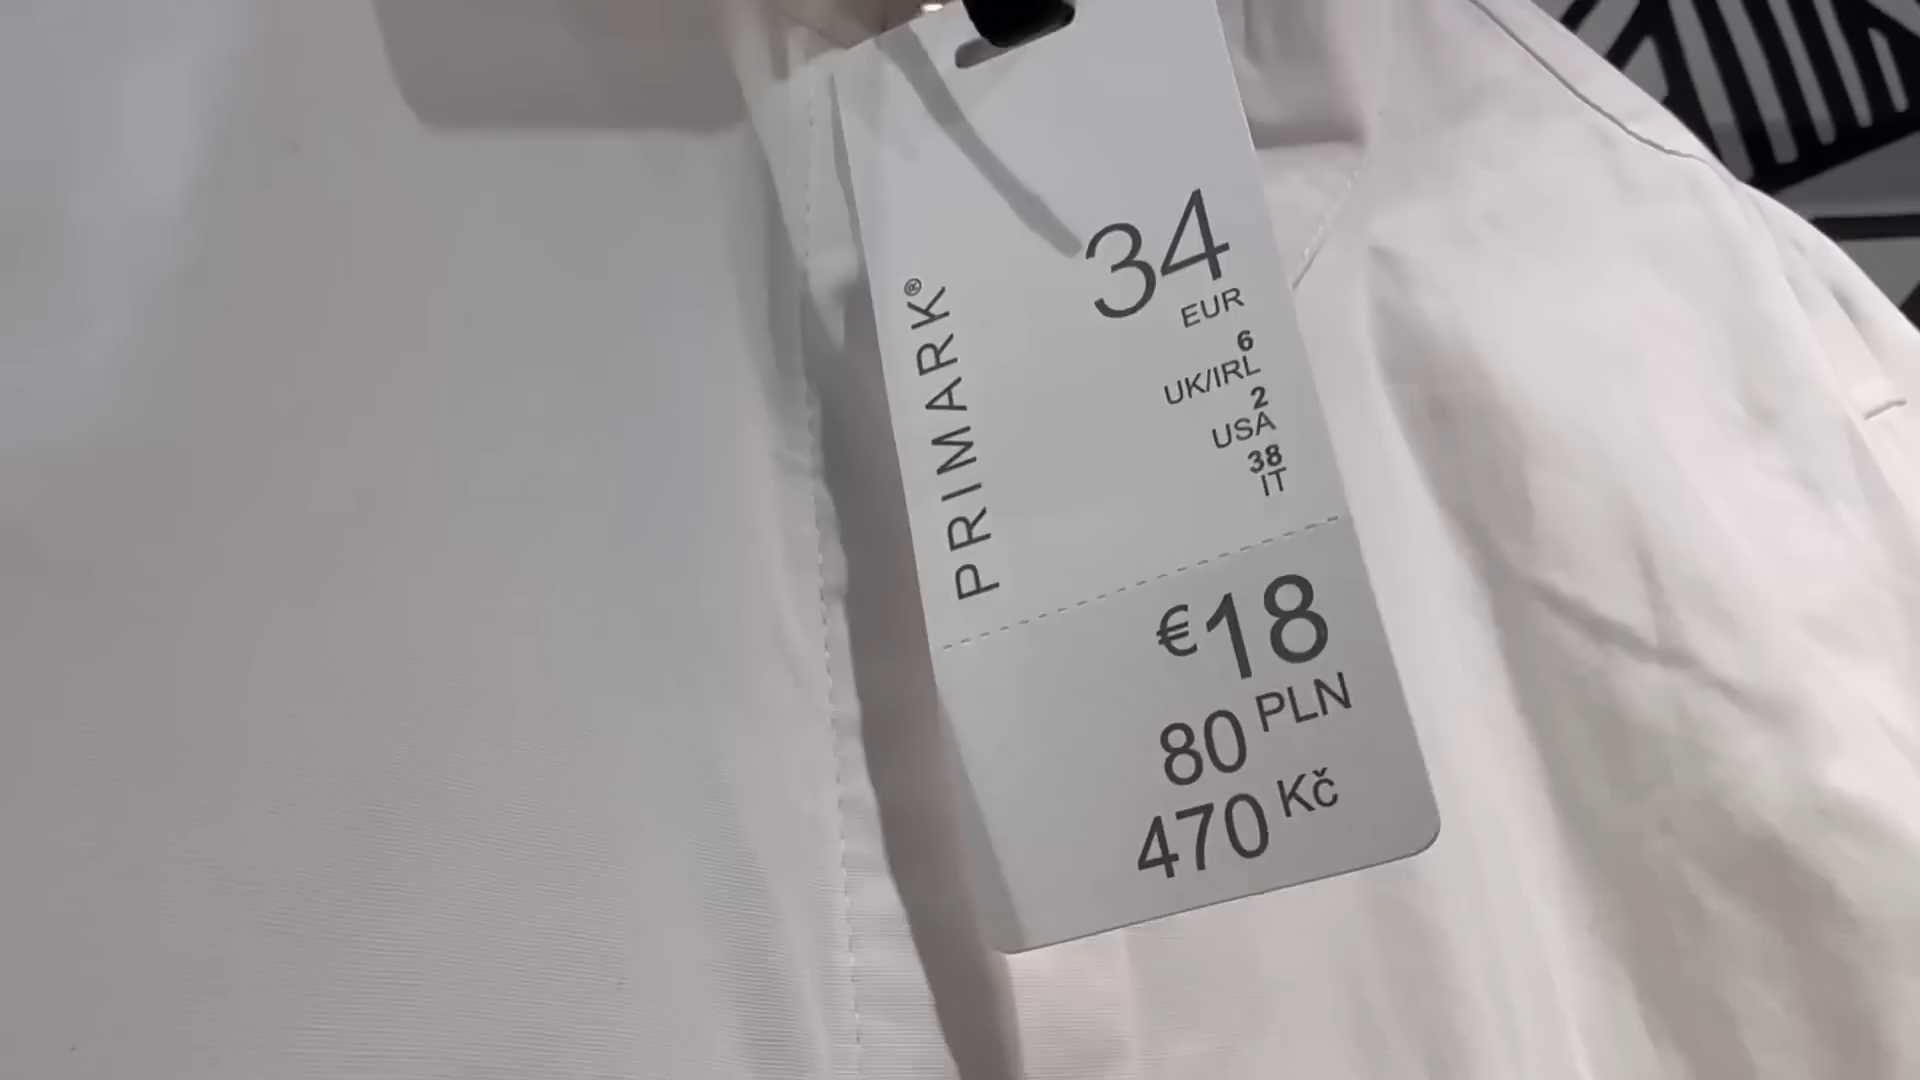 PRIMARK®
34
EUR
6
UK/IRL
2
USA
38
IT
€18
80 PLN
470 Kč